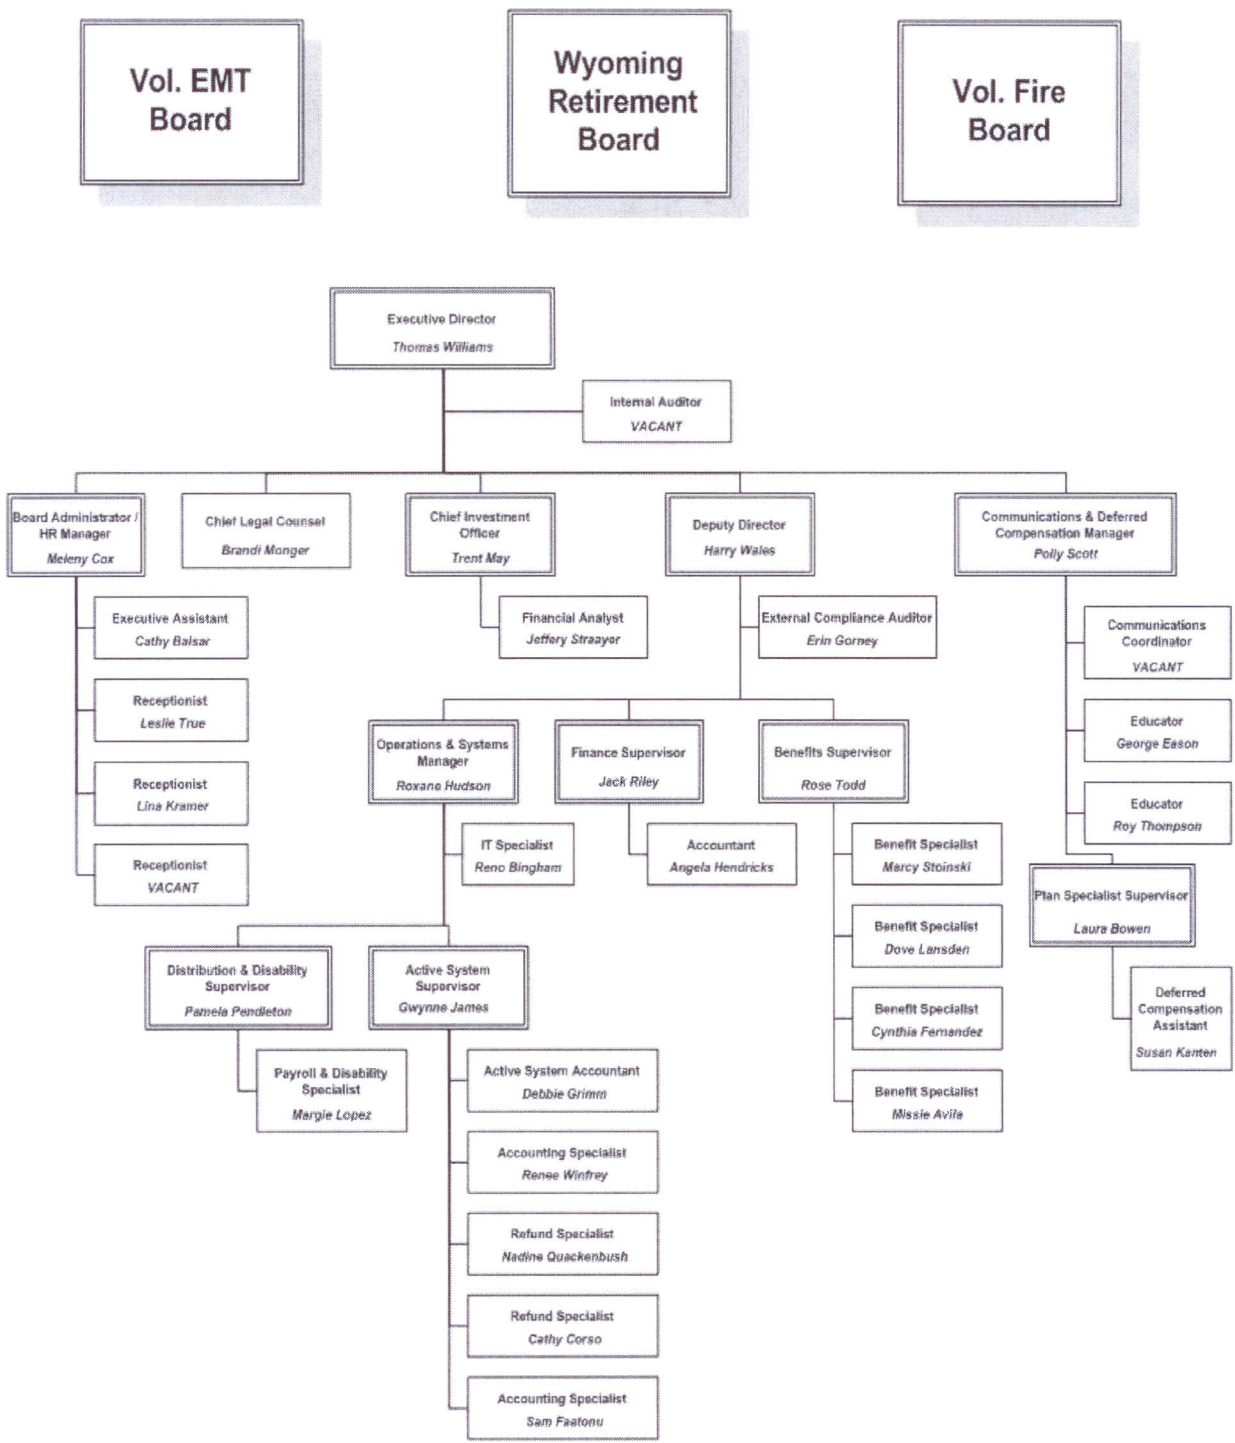 Vol. EMT
Board
Wyoming
Retirement
Board
Vol. Fire
Board
Executive Director
Thomas Williams
Internal Auditor
VACANT
Board Administrator /
HR Manager
Meleny Cox
Chief Legal Counsel
Brandi Monger
Chief Investment
Officer
Trent May
Deputy Director
Harry Wales
Communications & Deferred
Compensation Manager
Polly Scott
Executive Assistant
Cathy Balsar
Receptionist
Leslie True
Receptionist
Lina Kramer
Receptionist
VACANT
Financial Analyst
Jeffery Straayer
External Compliance Auditor
Erin Gorney
Communications
Coordinator
VACANT
Educator
George Eason
Educator
Roy Thompson
Plan Specialist Supervisor
Laura Bowen
Deferred
Compensation
Assistant
Susan Kanten
Operations & Systems
Manager
Roxane Hudson
Finance Supervisor
Jack Riley
Benefits Supervisor
Rose Todd
IT Specialist
Reno Bingham
Accountant
Angela Hendricks
Benefit Specialist
Marcy Stoinski
Benefit Specialist
Dove Lansden
Benefit Specialist
Cynthia Fernandez
Benefit Specialist
Missie Avila
Distribution & Disability
Supervisor
Pamela Pendleton
Active System
Supervisor
Gwynne James
Payroll & Disability
Specialist
Margie Lopez
Active System Accountant
Debbie Grimm
Accounting Specialist
Renee Winfrey
Refund Specialist
Nadine Quackenbush
Refund Specialist
Cathy Corso
Accounting Specialist
Sam Faatonu